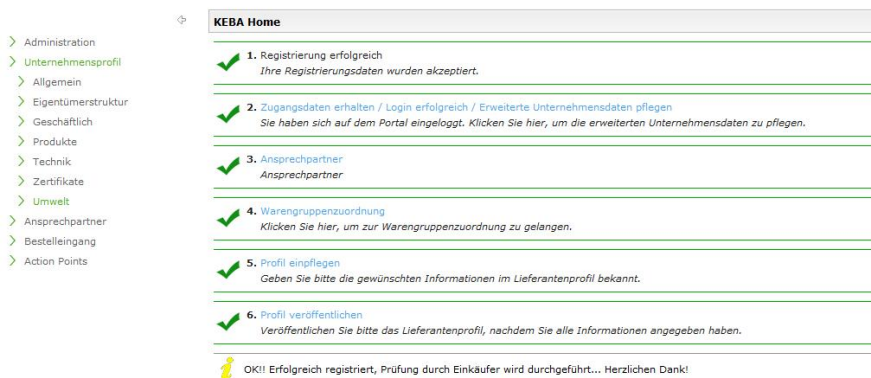 KEBA Home
Administration
Unternehmensprofil
Allgemein
Eigentümerstruktur
Geschäftlich
Produkte
Technik
Zertifikate
Umwelt
Ansprechpartner
Bestelleingang
Action Points
1. Registrierung erfolgreich
Ihre Registrierungsdaten wurden akzeptiert.
2. Zugangsdaten erhalten / Login erfolgreich / Erweiterte Unternehmensdaten pflegen
Sie haben sich auf dem Portal eingeloggt. Klicken Sie hier, um die erweiterten Unternehmensdaten zu pflegen.
3. Ansprechpartner
Ansprechpartner
4. Warengruppenzuordnung
Klicken Sie hier, um zur Warengruppenzuordnung zu gelangen.
5. Profil einpflegen
Geben Sie bitte die gewünschten Informationen im Lieferantenprofil bekannt.
6. Profil veröffentlichen
Veröffentlichen Sie bitte das Lieferantenprofil, nachdem Sie alle Informationen angegeben haben.
OK!! Erfolgreich registriert, Prüfung durch Einkäufer wird durchgeführt... Herzlichen Dank!